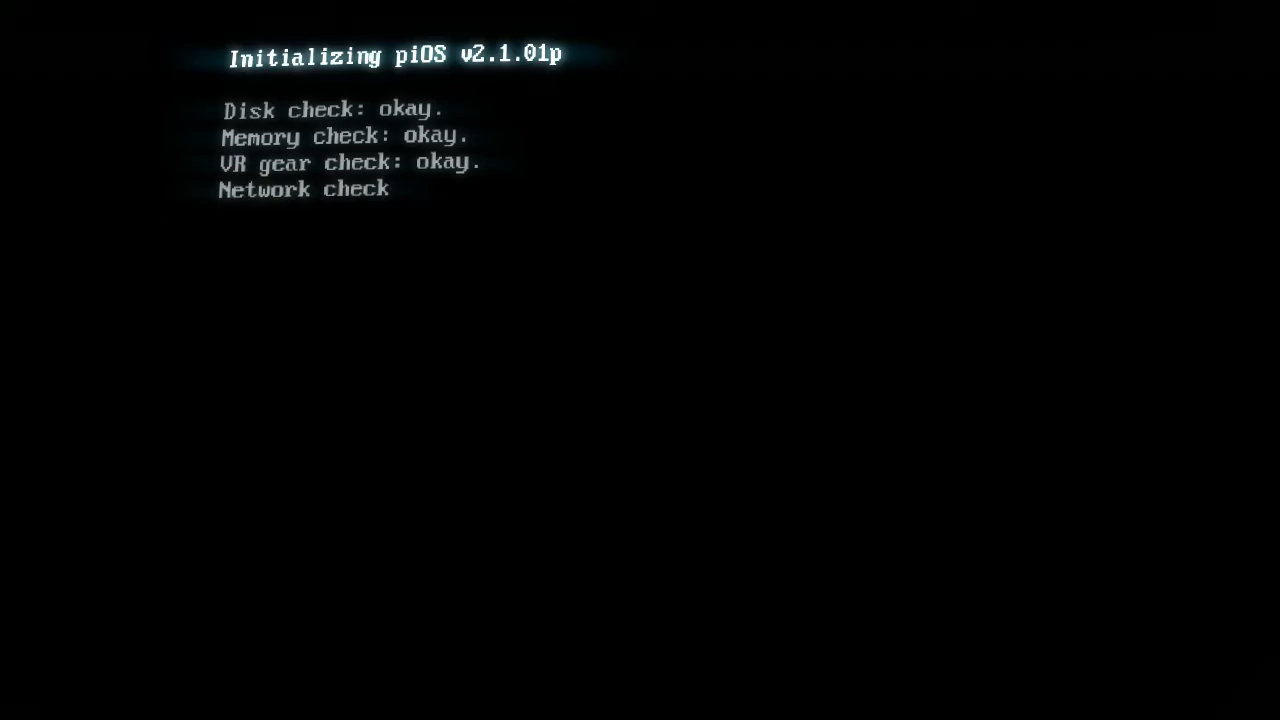 Initializing piOS v2.1.01p
Disk check: okay.
Memory check: okay.
VR gear check: okay.
Network check